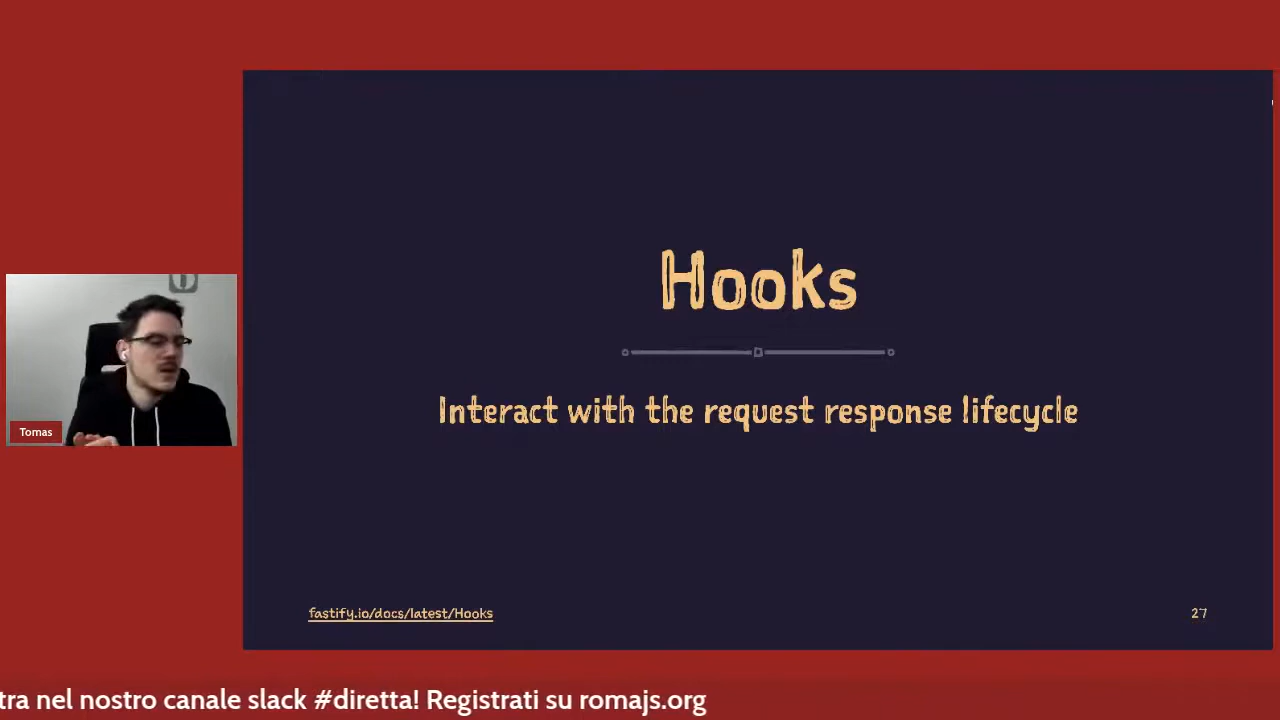 Hooks
Interact with the request response lifecycle
Tomas
fastify.io/docs/latest/Hooks
27
tra nel nostro canale slack #diretta! Registrati su romajs.org